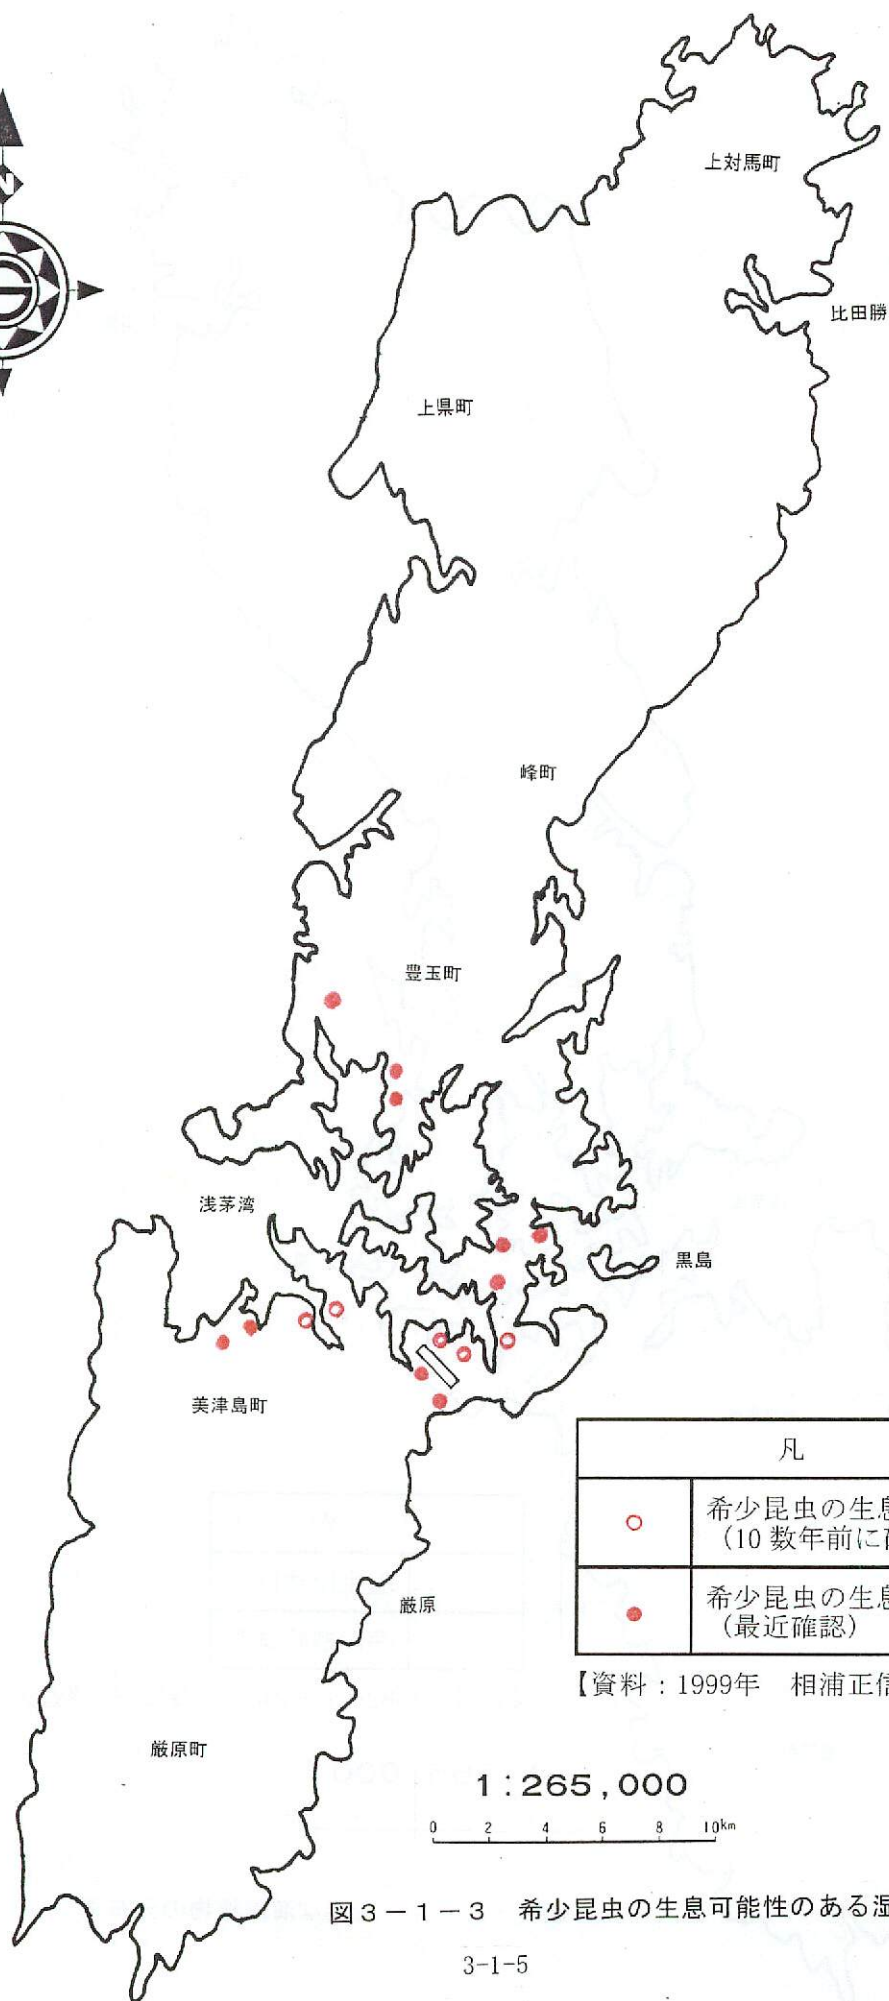 上対馬町
比田勝
上県町
峰町
豊玉町
浅茅湾
黒島
美津島町
厳原
厳原町
凡
希少昆虫の生息
(10数年前に
希少昆虫の生息
(最近確認)
【資料：1999年 相浦正信
1:265,000
0 2 4 6 8 10km
図3-1-3 希少昆虫の生息可能性のある湿
3-1-5